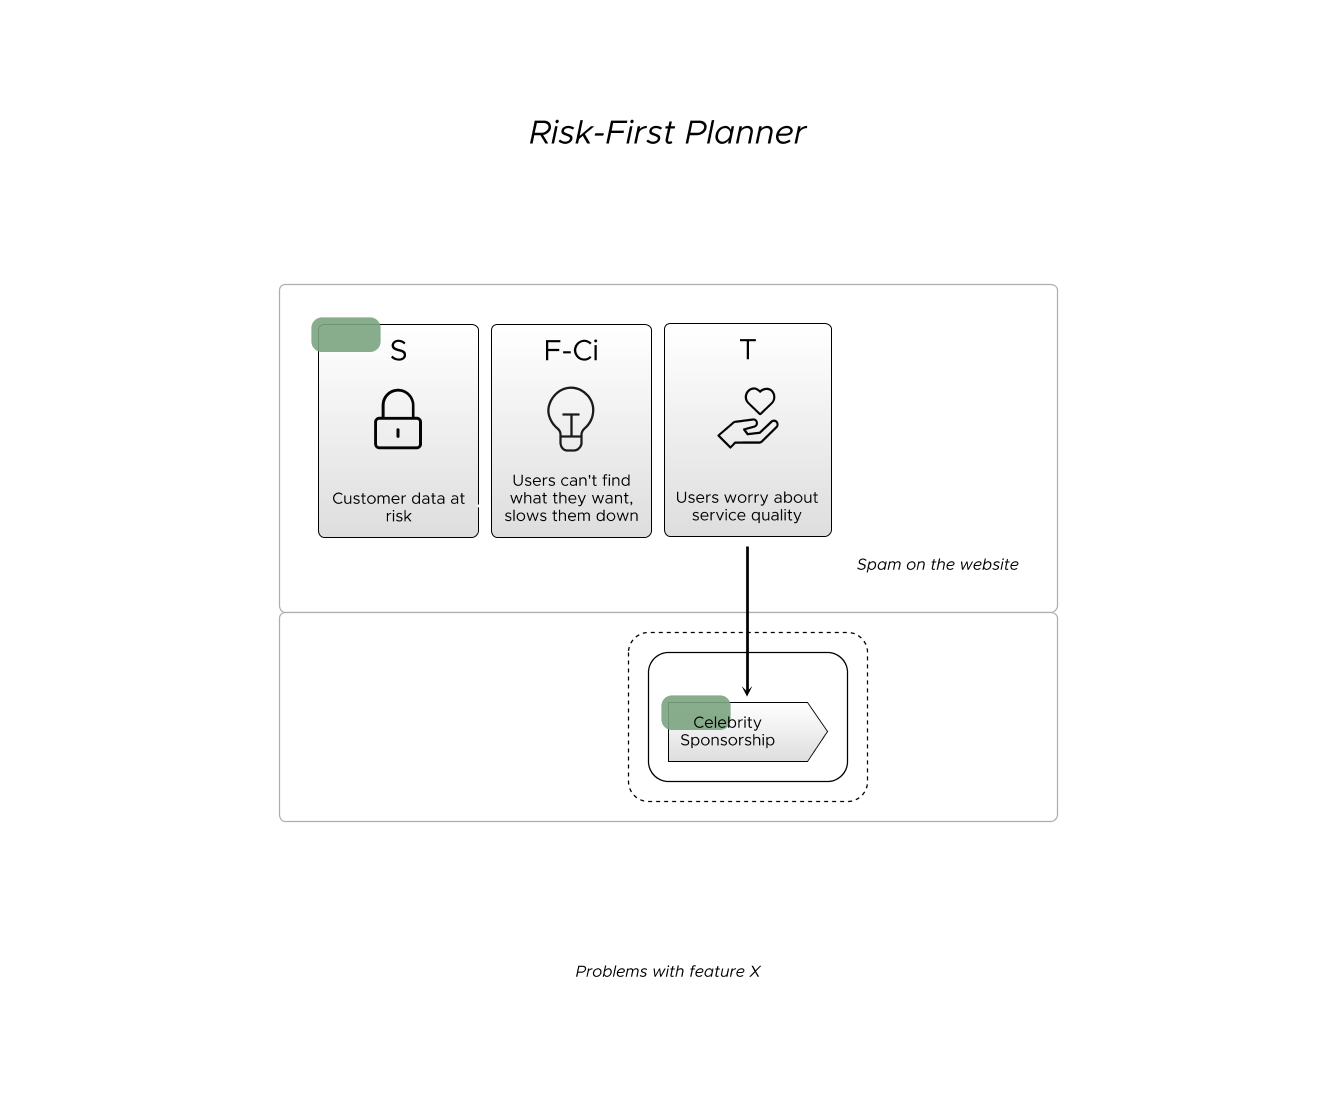 Risk-First Planner
S
F-Ci
T
Customer data at
risk
Users can't find
what they want,
slows them down
Users worry about
service quality
Spam on the website
Celebrity
Sponsorship
Problems with feature X